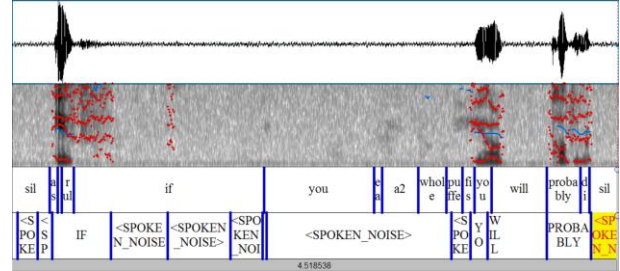 sil
a
s
r
ul
if
you
e
a
a2
whol
e
puf
fe
fi
s
yo
u
will
proba
bly
d
i
sil
<S
PO
KE
<
S
P
IF
<SPOKE
N_NOISE>
<SPOKEN
_NOISE>
<SPO
KEN
_NOI
<SPOKEN_NOISE>
<S
PO
KE
Y
O
U
W
IL
L
PROBA
BLY
<SP
OKE
N_N
4.518538